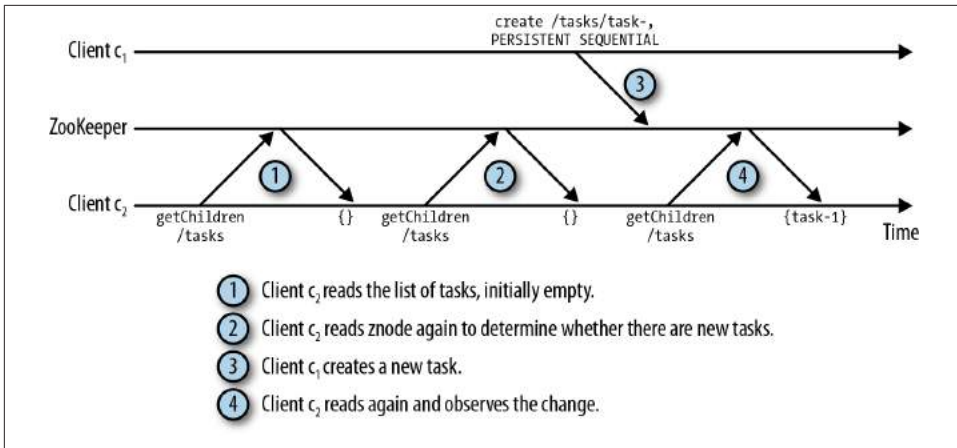 create /tasks/task-,
PERSISTENT SEQUENTIAL
Client c₁
3
ZooKeeper
1
2
4
Client c₂
getChildren
/tasks
{}
getChildren
/tasks
{}
getChildren
/tasks
{task-1}
Time
1 Client c₂ reads the list of tasks, initially empty.
2 Client c₂ reads znode again to determine whether there are new tasks.
3 Client c₁ creates a new task.
4 Client c₂ reads again and observes the change.